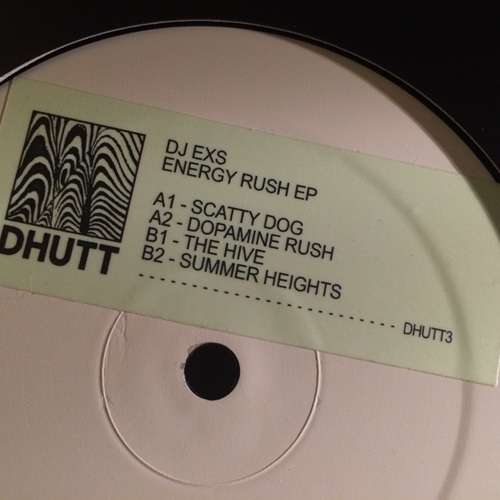 DHUTT
DJ EXS
ENERGY RUSH EP
A1 - SCATTY DOG
A2 - DOPAMINE RUSH
B1 - THE HIVE
B2 - SUMMER HEIGHTS
- - - - - - - - - - - - - - - - - - - - - - - - - - - - DHUTT3